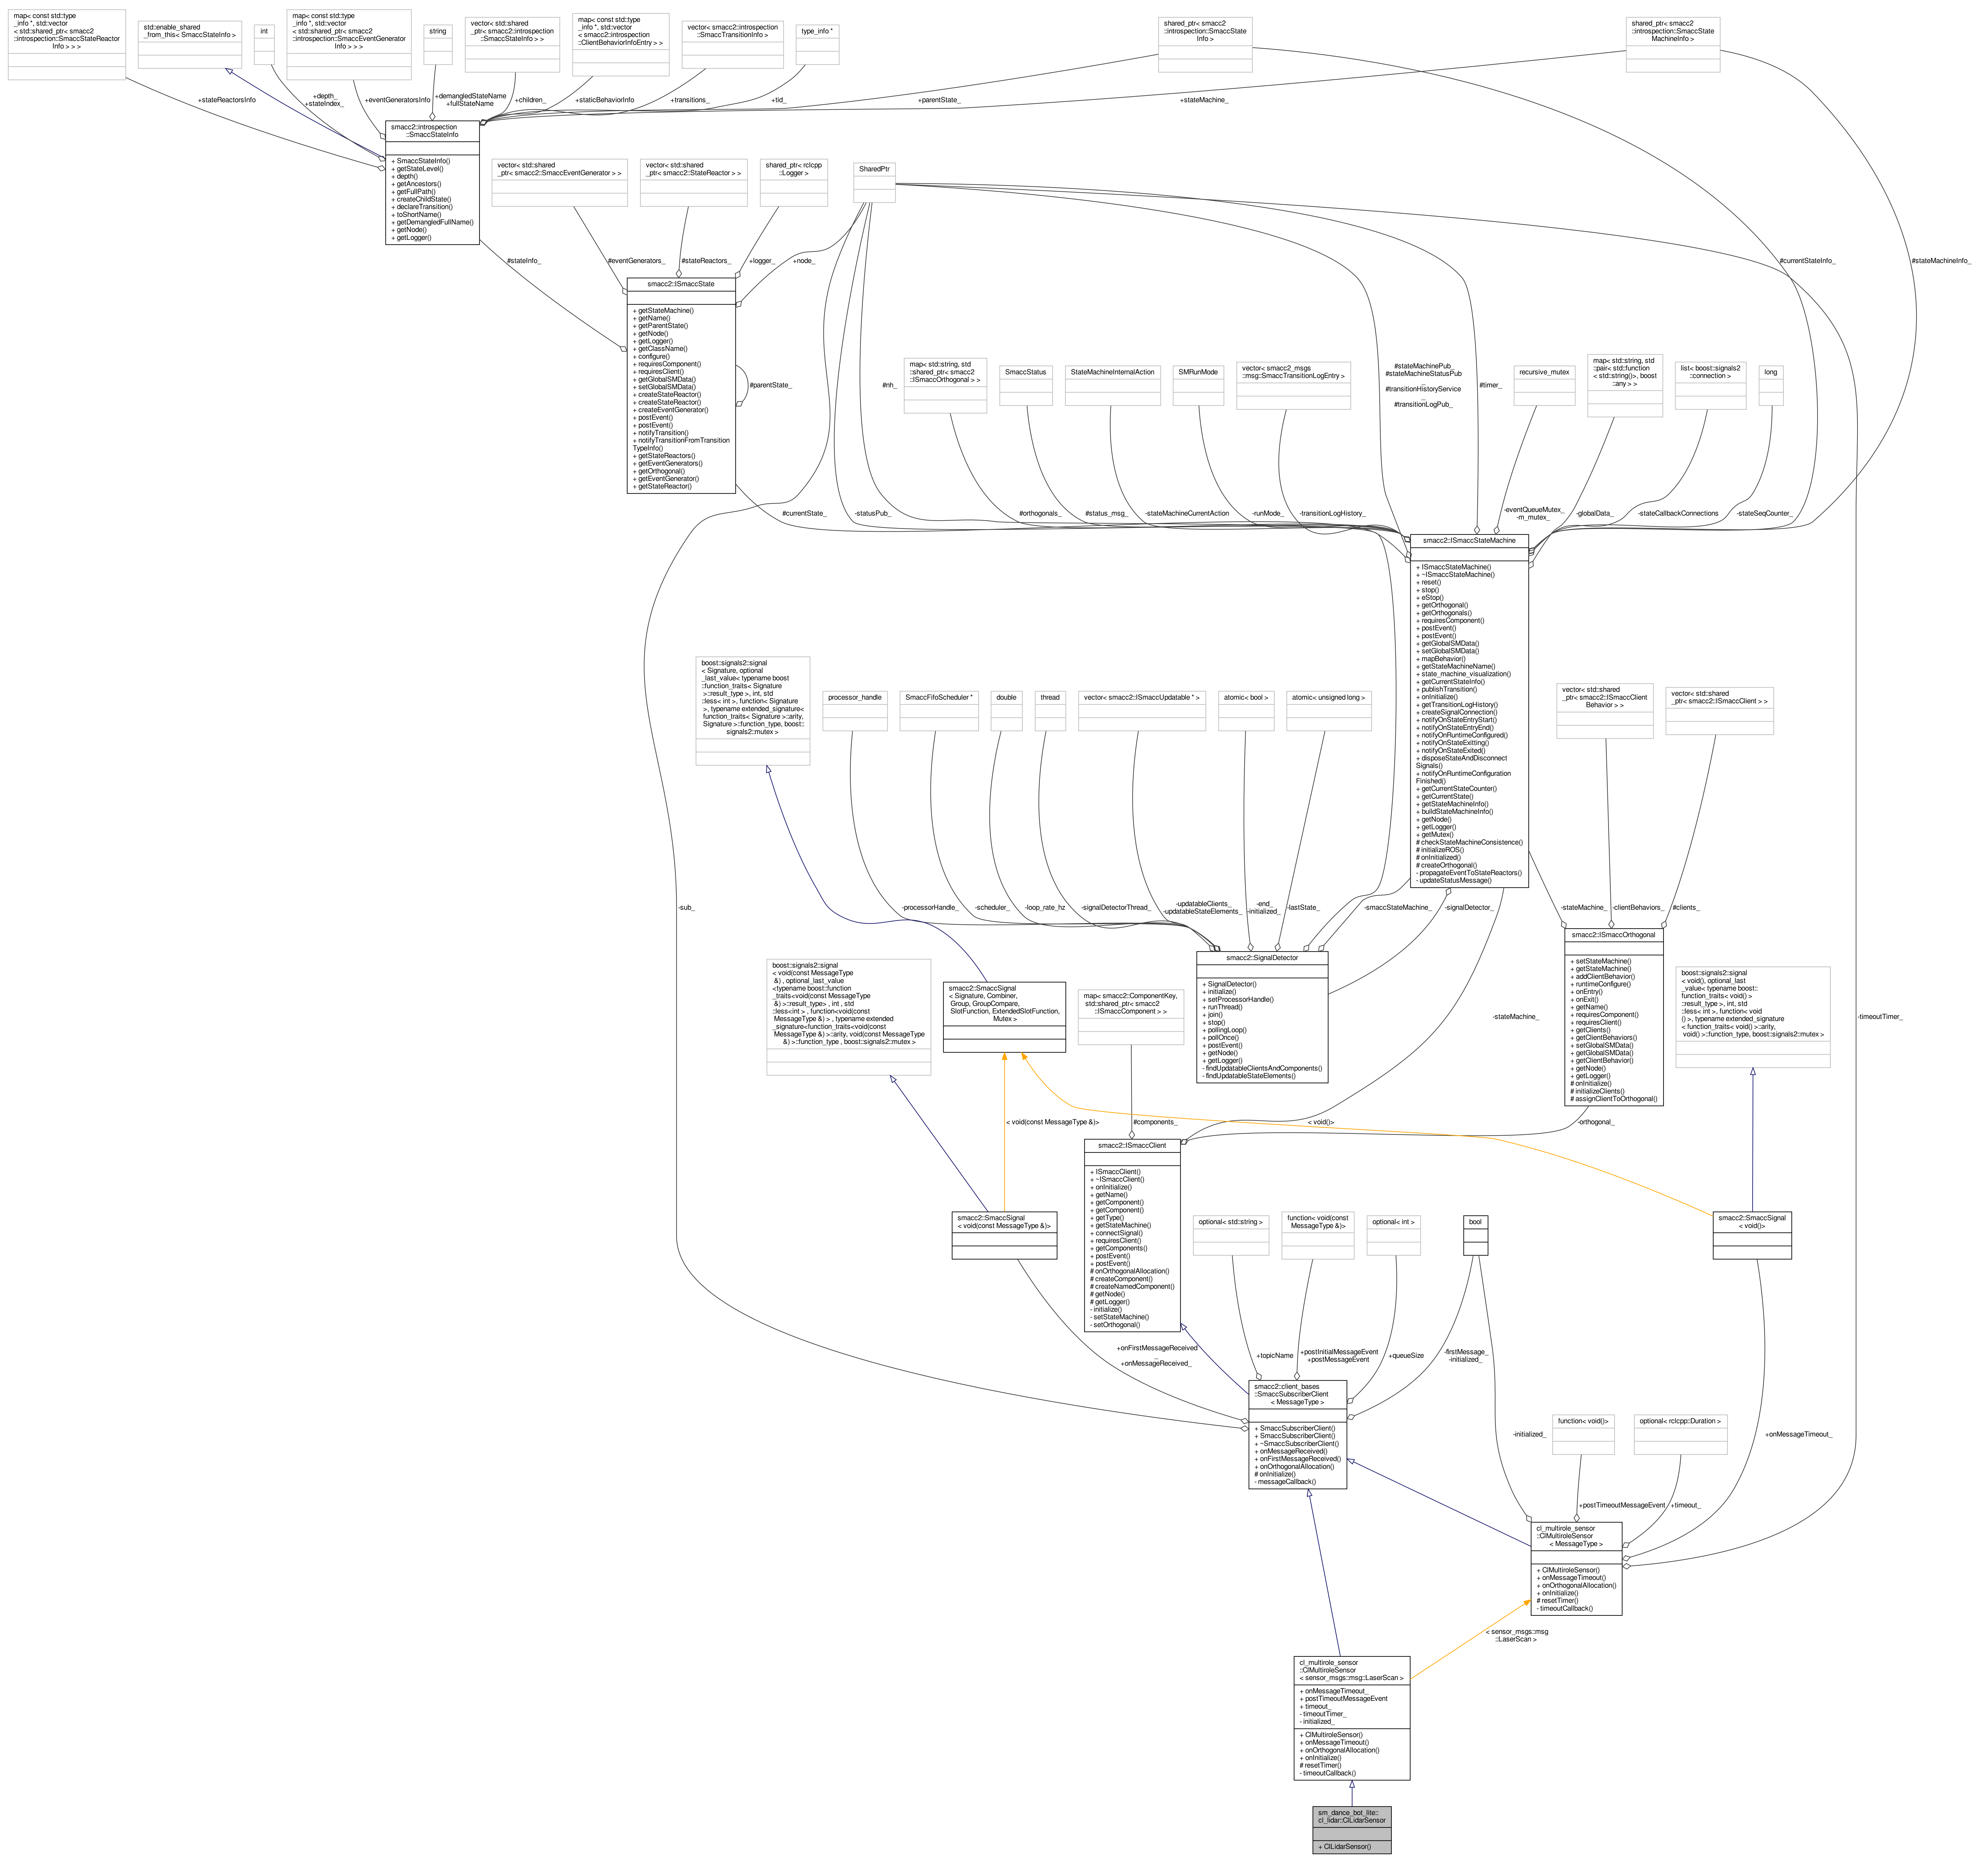 map< const std::type
_info *, std::vector
< std::shared_ptr< smacc2
::introspection::SmaccStateReactor
Info > > >
std::enable_shared
_from_this< SmaccStateInfo >
int
map< const std::type
_info *, std::vector
< std::shared_ptr< smacc2
::introspection::SmaccEventGenerator
Info > > >
string
vector< std::shared
_ptr< smacc2::introspection
::SmaccStateInfo > >
map< const std::type
_info *, std::vector
< smacc2::introspection
::ClientBehaviorInfoEntry > >
vector< smacc2::introspection
::SmaccTransitionInfo >
type_info *
shared_ptr< smacc2
::introspection::SmaccState
Info >
shared_ptr< smacc2
::introspection::SmaccState
MachineInfo >
+stateReactorsInfo
+depth_
+stateIndex_
+eventGeneratorsInfo
+demangledStateName
+fullStateName
+children_
+staticBehaviorInfo
+transitions_
+tid_
+parentState_
+stateMachine_
smacc2::introspection
::SmaccStateInfo
+ SmaccStateInfo()
+ getStateLevel()
+ depth()
+ getAncestors()
+ getFullPath()
+ createChildState()
+ declareTransition()
+ toShortName()
+ getDemangledFullName()
+ getNode()
+ getLogger()
vector< std::shared
_ptr< smacc2::SmaccEventGenerator > >
vector< std::shared
_ptr< smacc2::StateReactor > >
shared_ptr< rclcpp
::Logger >
SharedPtr
#stateInfo_
#eventGenerators_
#stateReactors_
+logger_
+node_
#currentStateInfo_
#stateMachineInfo_
smacc2::ISmaccState
+ getStateMachine()
+ getName()
+ getParentState()
+ getNode()
+ getLogger()
+ getClassName()
+ configure()
+ requiresComponent()
+ requiresClient()
+ getGlobalSMData()
+ setGlobalSMData()
+ createStateReactor()
+ createStateReactor()
+ createEventGenerator()
+ postEvent()
+ postEvent()
+ notifyTransition()
+ notifyTransitionFromTransition
TypeInfo()
+ getStateReactors()
+ getEventGenerators()
+ getOrthogonal()
+ getEventGenerator()
+ getStateReactor()
#parentState_
#nh_
map< std::string, std
::shared_ptr< smacc2
::ISmaccOrthogonal > >
SmaccStatus
StateMachineInternalAction
SMRunMode
vector< smacc2_msgs
::msg::SmaccTransitionLogEntry >
#stateMachinePub_
#stateMachineStatusPub
_
#transitionHistoryService
_
#transitionLogPub_
#timer_
recursive_mutex
map< std::string, std
::pair< std::function
< std::string()>, boost
::any > >
list< boost::signals2
::connection >
long
#currentState_
-statusPub_
#orthogonals_
#status_msg_
-stateMachineCurrentAction
-runMode_
-transitionLogHistory_
-eventQueueMutex_
-m_mutex_
-globalData_
-stateCallbackConnections
-stateSeqCounter_
smacc2::ISmaccStateMachine
+ ISmaccStateMachine()
+ ~ISmaccStateMachine()
+ reset()
+ stop()
+ eStop()
+ getOrthogonal()
+ getOrthogonals()
+ requiresComponent()
+ postEvent()
+ postEvent()
+ getGlobalSMData()
+ setGlobalSMData()
+ mapBehavior()
+ getStateMachineName()
+ state_machine_visualization()
+ getCurrentStateInfo()
+ publishTransition()
+ onInitialize()
+ getTransitionLogHistory()
+ createSignalConnection()
+ notifyOnStateEntryStart()
+ notifyOnStateEntryEnd()
+ notifyOnRuntimeConfigured()
+ notifyOnStateExitting()
+ notifyOnStateExited()
+ disposeStateAndDisconnect
Signals()
+ notifyOnRuntimeConfiguration
Finished()
+ getCurrentStateCounter()
+ getCurrentState()
+ getStateMachineInfo()
+ buildStateMachineInfo()
+ getNode()
+ getLogger()
+ getMutex()
# checkStateMachineConsistence()
# initializeROS()
# onInitialized()
# createOrthogonal()
- propagateEventToStateReactors()
- updateStatusMessage()
boost::signals2::signal
< Signature, optional
_last_value< typename boost
::function_traits< Signature
>::result_type >, int, std
::less< int >, function< Signature
>, typename extended_signature<
function_traits< Signature >::arity,
Signature >::function_type, boost::
signals2::mutex >
processor_handle
SmaccFifoScheduler *
double
thread
vector< smacc2::ISmaccUpdatable * >
atomic< bool >
atomic< unsigned long >
vector< std::shared
_ptr< smacc2::ISmaccClient
Behavior > >
vector< std::shared
_ptr< smacc2::ISmaccClient > >
-sub_
-processorHandle_
-scheduler_
-loop_rate_hz
-signalDetectorThread_
-updatableClients_
-updatableStateElements_
-end_
-initialized_
-lastState_
-smaccStateMachine_
-signalDetector_
-stateMachine_
-clientBehaviors_
#clients_
smacc2::SignalDetector
+ SignalDetector()
+ initialize()
+ setProcessorHandle()
+ runThread()
+ join()
+ stop()
+ pollingLoop()
+ pollOnce()
+ postEvent()
+ getNode()
+ getLogger()
- findUpdatableClientsAndComponents()
- findUpdatableStateElements()
smacc2::ISmaccOrthogonal
+ setStateMachine()
+ getStateMachine()
+ addClientBehavior()
+ runtimeConfigure()
+ onEntry()
+ onExit()
+ getName()
+ requiresComponent()
+ requiresClient()
+ getClients()
+ getClientBehaviors()
+ setGlobalSMData()
+ getGlobalSMData()
+ getClientBehavior()
+ getNode()
+ getLogger()
# onInitialize()
# initializeClients()
# assignClientToOrthogonal()
boost::signals2::signal
< void(const MessageType
&) , optional_last_value
<typename boost::function
_traits<void(const MessageType
&) >::result_type> , int , std
::less<int > , function<void(const
MessageType &) > , typename extended
_signature<function_traits<void(const
MessageType &) >::arity, void(const MessageType
&) >::function_type , boost::signals2::mutex >
smacc2::SmaccSignal
< Signature, Combiner,
Group, GroupCompare,
SlotFunction, ExtendedSlotFunction,
Mutex >
map< smacc2::ComponentKey,
std::shared_ptr< smacc2
::ISmaccComponent > >
boost::signals2::signal
< void(), optional_last
_value< typename boost::
function_traits< void() >
::result_type >, int, std
::less< int >, function< void
() >, typename extended_signature
< function_traits< void() >::arity,
void() >::function_type, boost::signals2::mutex >
-stateMachine_
-timeoutTimer_
< void(const MessageType &)>
#components_
< void()>
-orthogonal_
smacc2::ISmaccClient
+ ISmaccClient()
+ ~ISmaccClient()
+ onInitialize()
+ getName()
+ getComponent()
+ getComponent()
+ getType()
+ getStateMachine()
+ connectSignal()
+ requiresClient()
+ getComponents()
+ postEvent()
+ postEvent()
# onOrthogonalAllocation()
# createComponent()
# createNamedComponent()
# getNode()
# getLogger()
- initialize()
- setStateMachine()
- setOrthogonal()
smacc2::SmaccSignal
< void(const MessageType &)>
optional< std::string >
function< void(const
MessageType &)>
optional< int >
bool
smacc2::SmaccSignal
< void()>
+onFirstMessageReceived
_
+onMessageReceived_
+topicName
+postInitialMessageEvent
+postMessageEvent
+queueSize
-firstMessage_
-initialized_
smacc2::client_bases
::SmaccSubscriberClient
< MessageType >
+ SmaccSubscriberClient()
+ SmaccSubscriberClient()
+ ~SmaccSubscriberClient()
+ onMessageReceived()
+ onFirstMessageReceived()
+ onOrthogonalAllocation()
# onInitialize()
- messageCallback()
function< void()>
optional< rclcpp::Duration >
-initialized_
+onMessageTimeout_
+postTimeoutMessageEvent
+timeout_
cl_multirole_sensor
::ClMultiroleSensor
< MessageType >
+ ClMultiroleSensor()
+ onMessageTimeout()
+ onOrthogonalAllocation()
+ onInitialize()
# resetTimer()
- timeoutCallback()
< sensor_msgs::msg
::LaserScan >
cl_multirole_sensor
::ClMultiroleSensor
< sensor_msgs::msg::LaserScan >
+ onMessageTimeout_
+ postTimeoutMessageEvent
+ timeout_
- timeoutTimer_
- initialized_
+ ClMultiroleSensor()
+ onMessageTimeout()
+ onOrthogonalAllocation()
+ onInitialize()
# resetTimer()
- timeoutCallback()
sm_dance_bot_lite::
cl_lidar::ClLidarSensor
+ ClLidarSensor()